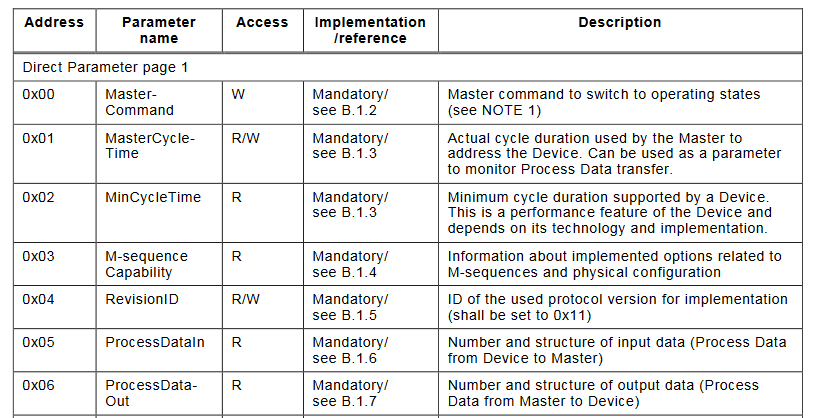 Address Parameter name Access Implementation /reference Description
Direct Parameter page 1
0x00 Master-Command W Mandatory/ see B.1.2 Master command to switch to operating states
(see NOTE 1)
0x01 MasterCycle-Time R/W Mandatory/ see B.1.3 Actual cycle duration used by the Master to
address the Device. Can be used as a parameter
to monitor Process Data transfer.
0x02 MinCycleTime R Mandatory/ see B.1.3 Minimum cycle duration supported by a Device.
This is a performance feature of the Device and
depends on its technology and implementation.
0x03 M-sequence Capability R Mandatory/ see B.1.4 Information about implemented options related to
M-sequences and physical configuration
0x04 RevisionID R/W Mandatory/ see B.1.5 ID of the used protocol version for implementation
(shall be set to 0x11)
0x05 ProcessDataIn R Mandatory/ see B.1.6 Number and structure of input data (Process Data
from Device to Master)
0x06 ProcessData-Out R Mandatory/ see B.1.7 Number and structure of output data (Process
Data from Master to Device)